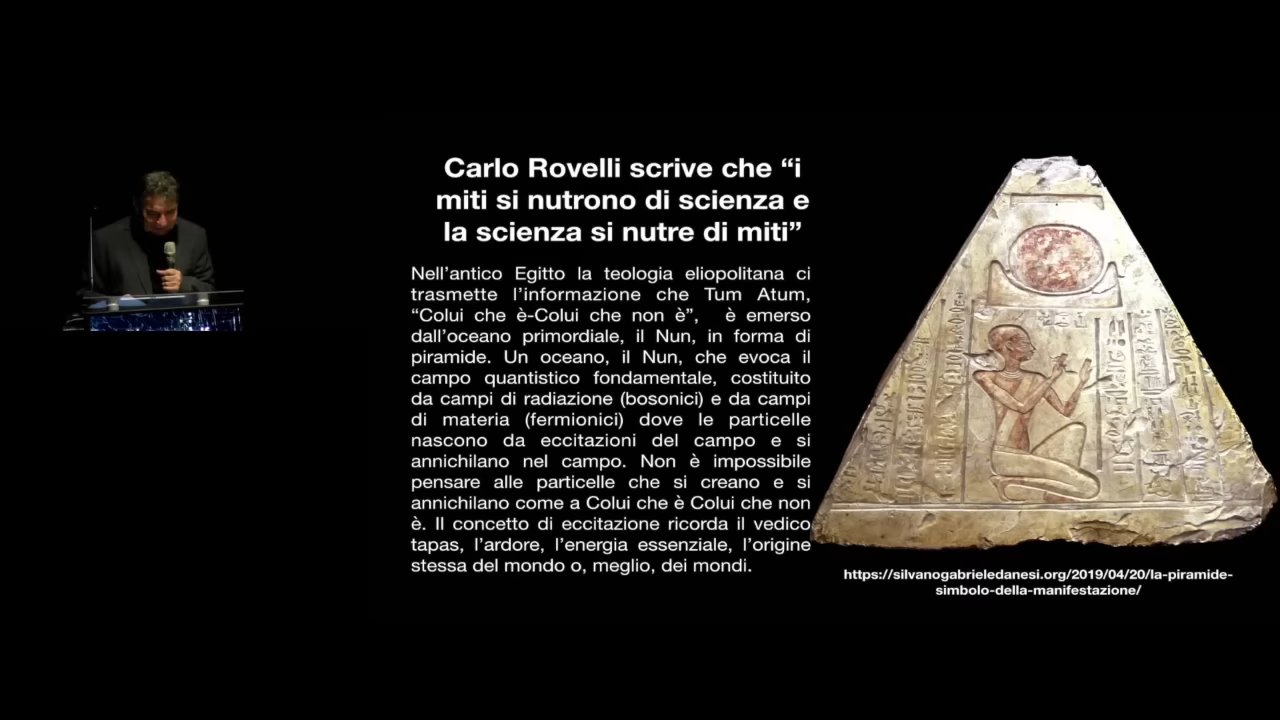 Carlo Rovelli scrive che “i
miti si nutrono di scienza e
la scienza si nutre di miti”
Nell’antico Egitto la teologia eliopolitana ci
trasmette l’informazione che Tum Atum,
“Colui che è-Colui che non è”, è emerso
dall’oceano primordiale, il Nun, in forma di
piramide. Un oceano, il Nun, che evoca il
campo quantistico fondamentale, costituito
da campi di radiazione (bosonici) e da campi
di materia (fermionici) dove le particelle
nascono da eccitazioni del campo e si
annichilano nel campo. Non è impossibile
pensare alle particelle che si creano e si
annichilano come a Colui che è Colui che non
è. Il concetto di eccitazione ricorda il vedico
tapas, l’ardore, l’energia essenziale, l’origine
stessa del mondo o, meglio, dei mondi.
https://silvanogabrieledanesi.org/2019/04/20/la-piramide-
simbolo-della-manifestazione/